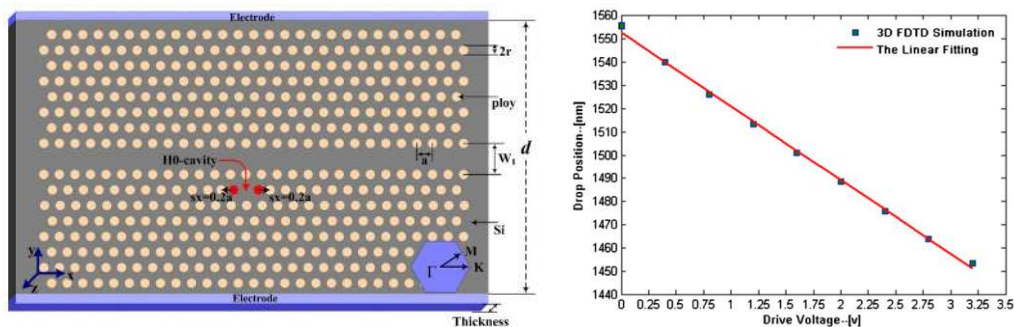 Electrode
2r
ploy
d
W₁
a
H0-cavity
sx=0.2a
sx=0.2a
Si
M
Γ
K
y
x
z
Electrode
Thickness
1560
1550
1540
1530
1520
1510
1500
1490
1480
1470
1460
1450
1440
Drop Position--[nm]
3D FDTD Simulation
The Linear Fitting
0 0.25 0.5 0.75 1 1.25 1.5 1.75 2 2.25 2.5 2.75 3 3.25 3.5
Drive Voltage--[v]